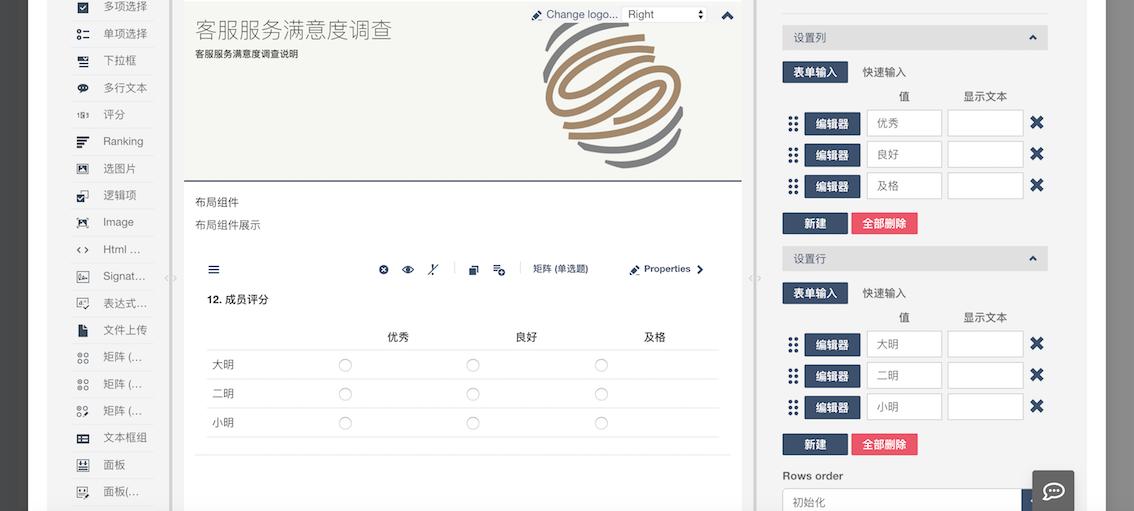 多项选择
单项选择
下拉框
多行文本
评分
Ranking
选图片
逻辑项
Image
Html ...
Signat...
表达式...
文件上传
矩阵 (...
矩阵 (...
矩阵 (...
文本框组
面板
面板(...
Change logo...
Right
客服服务满意度调查
客服服务满意度调查说明
布局组件
布局组件展示
矩阵 (单选题)
Properties
12. 成员评分
优秀 良好 及格
大明
二明
小明
设置列
表单输入 快速输入
值 显示文本
编辑器 优秀
编辑器 良好
编辑器 及格
新建 全部删除
设置行
表单输入 快速输入
值 显示文本
编辑器 大明
编辑器 二明
编辑器 小明
新建 全部删除
Rows order
初始化